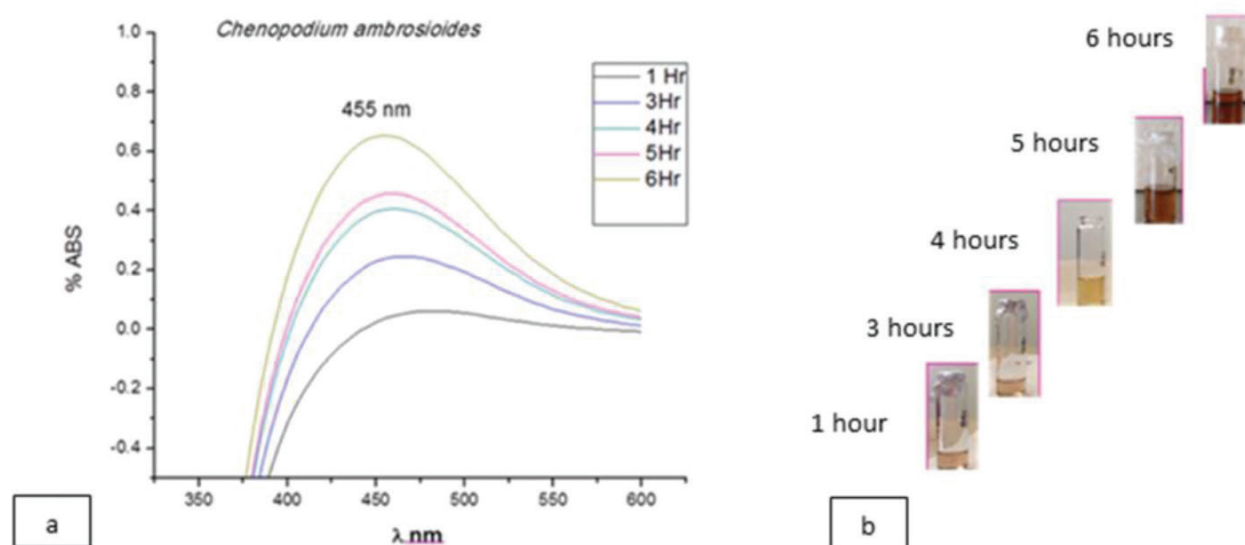 Chenopodium ambrosioides
455 nm
1 Hr
3Hr
4Hr
5Hr
6Hr
1.0
0.8
0.6
0.4
0.2
0.0
-0.2
-0.4
% ABS
350
400
450
500
550
600
λ nm
a
6 hours
5 hours
4 hours
3 hours
1 hour
b